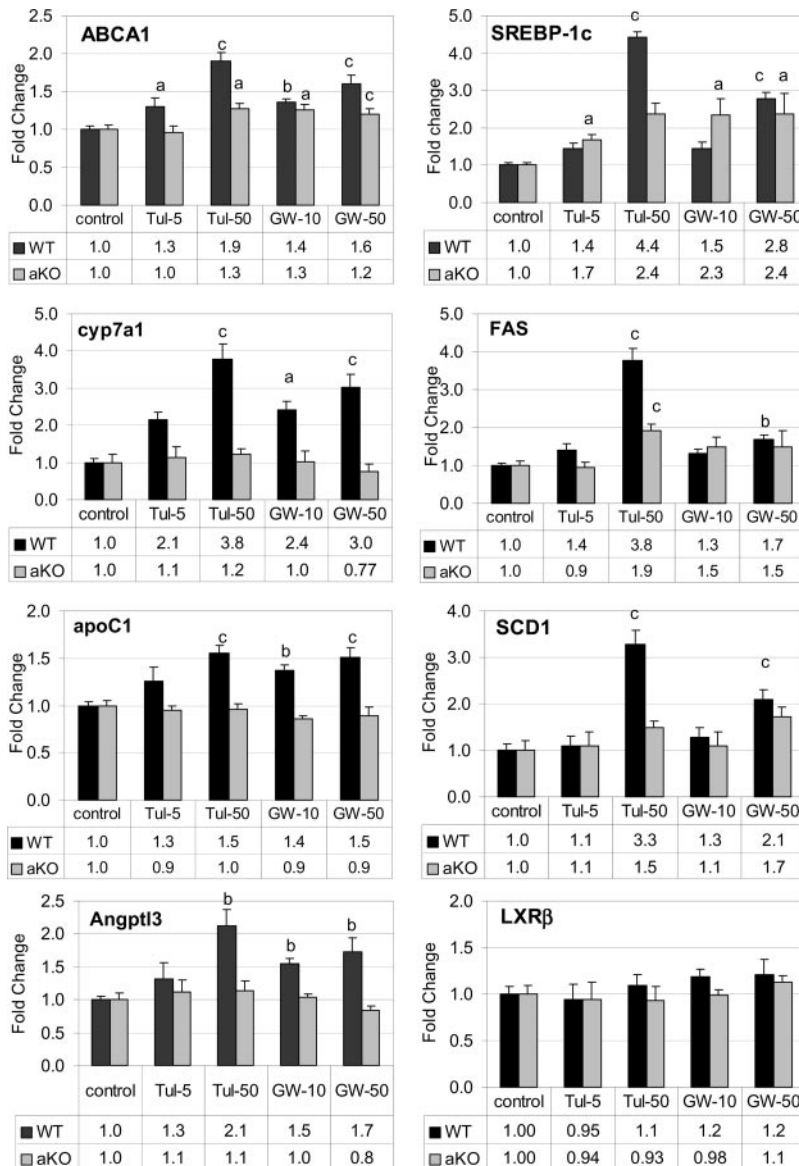 ABCA1
Fold Change
2.5
2.0
1.5
1.0
0.5
0.0
a
c
a
b
a
c
c
control Tul-5 Tul-50 GW-10 GW-50
WT 1.0 1.3 1.9 1.4 1.6
aKO 1.0 1.0 1.3 1.3 1.2
SREBP-1c
Fold change
5.0
4.0
3.0
2.0
1.0
0.0
a
c
a
c a
control Tul-5 Tul-50 GW-10 GW-50
WT 1.0 1.4 4.4 1.5 2.8
aKO 1.0 1.7 2.4 2.3 2.4
cyp7a1
Fold Change
5.0
4.0
3.0
2.0
1.0
0.0
c
a
c
control Tul-5 Tul-50 GW-10 GW-50
WT 1.0 2.1 3.8 2.4 3.0
aKO 1.0 1.1 1.2 1.0 0.77
FAS
Fold Change
5.0
4.0
3.0
2.0
1.0
0.0
c
c
b
control Tul-5 Tul-50 GW-10 GW-50
WT 1.0 1.4 3.8 1.3 1.7
aKO 1.0 0.9 1.9 1.5 1.5
apoC1
Fold Change
2.0
1.5
1.0
0.5
0.0
c
b
c
control Tul-5 Tul-50 GW-10 GW-50
WT 1.0 1.3 1.5 1.4 1.5
aKO 1.0 0.9 1.0 0.9 0.9
SCD1
Fold Change
4.0
3.0
2.0
1.0
0.0
c
c
control Tul-5 Tul-50 GW-10 GW-50
WT 1.0 1.1 3.3 1.3 2.1
aKO 1.0 1.1 1.5 1.1 1.7
Angptl3
Fold Change
2.5
2.0
1.5
1.0
0.5
0.0
b
b
b
control Tul-5 Tul-50 GW-10 GW-50
WT 1.0 1.3 2.1 1.5 1.7
aKO 1.0 1.1 1.1 1.0 0.8
LXRβ
Fold Change
2.0
1.5
1.0
0.5
0.0
control Tul-5 Tul-50 GW-10 GW-50
WT 1.00 0.95 1.1 1.2 1.2
aKO 1.00 0.94 0.93 0.98 1.1